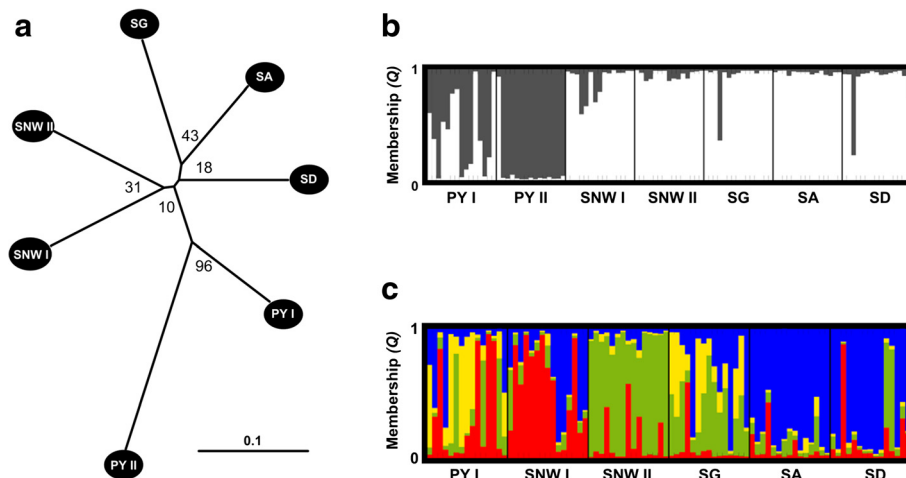 a
SG
SA
SNW II
43
18
SD
31
10
SNW I
96
PY I
0.1
PY II
b
Membership (Q)
1
0
PY I PY II SNW I SNW II SG SA SD
c
Membership (Q)
1
0
PY I SNW I SNW II SG SA SD